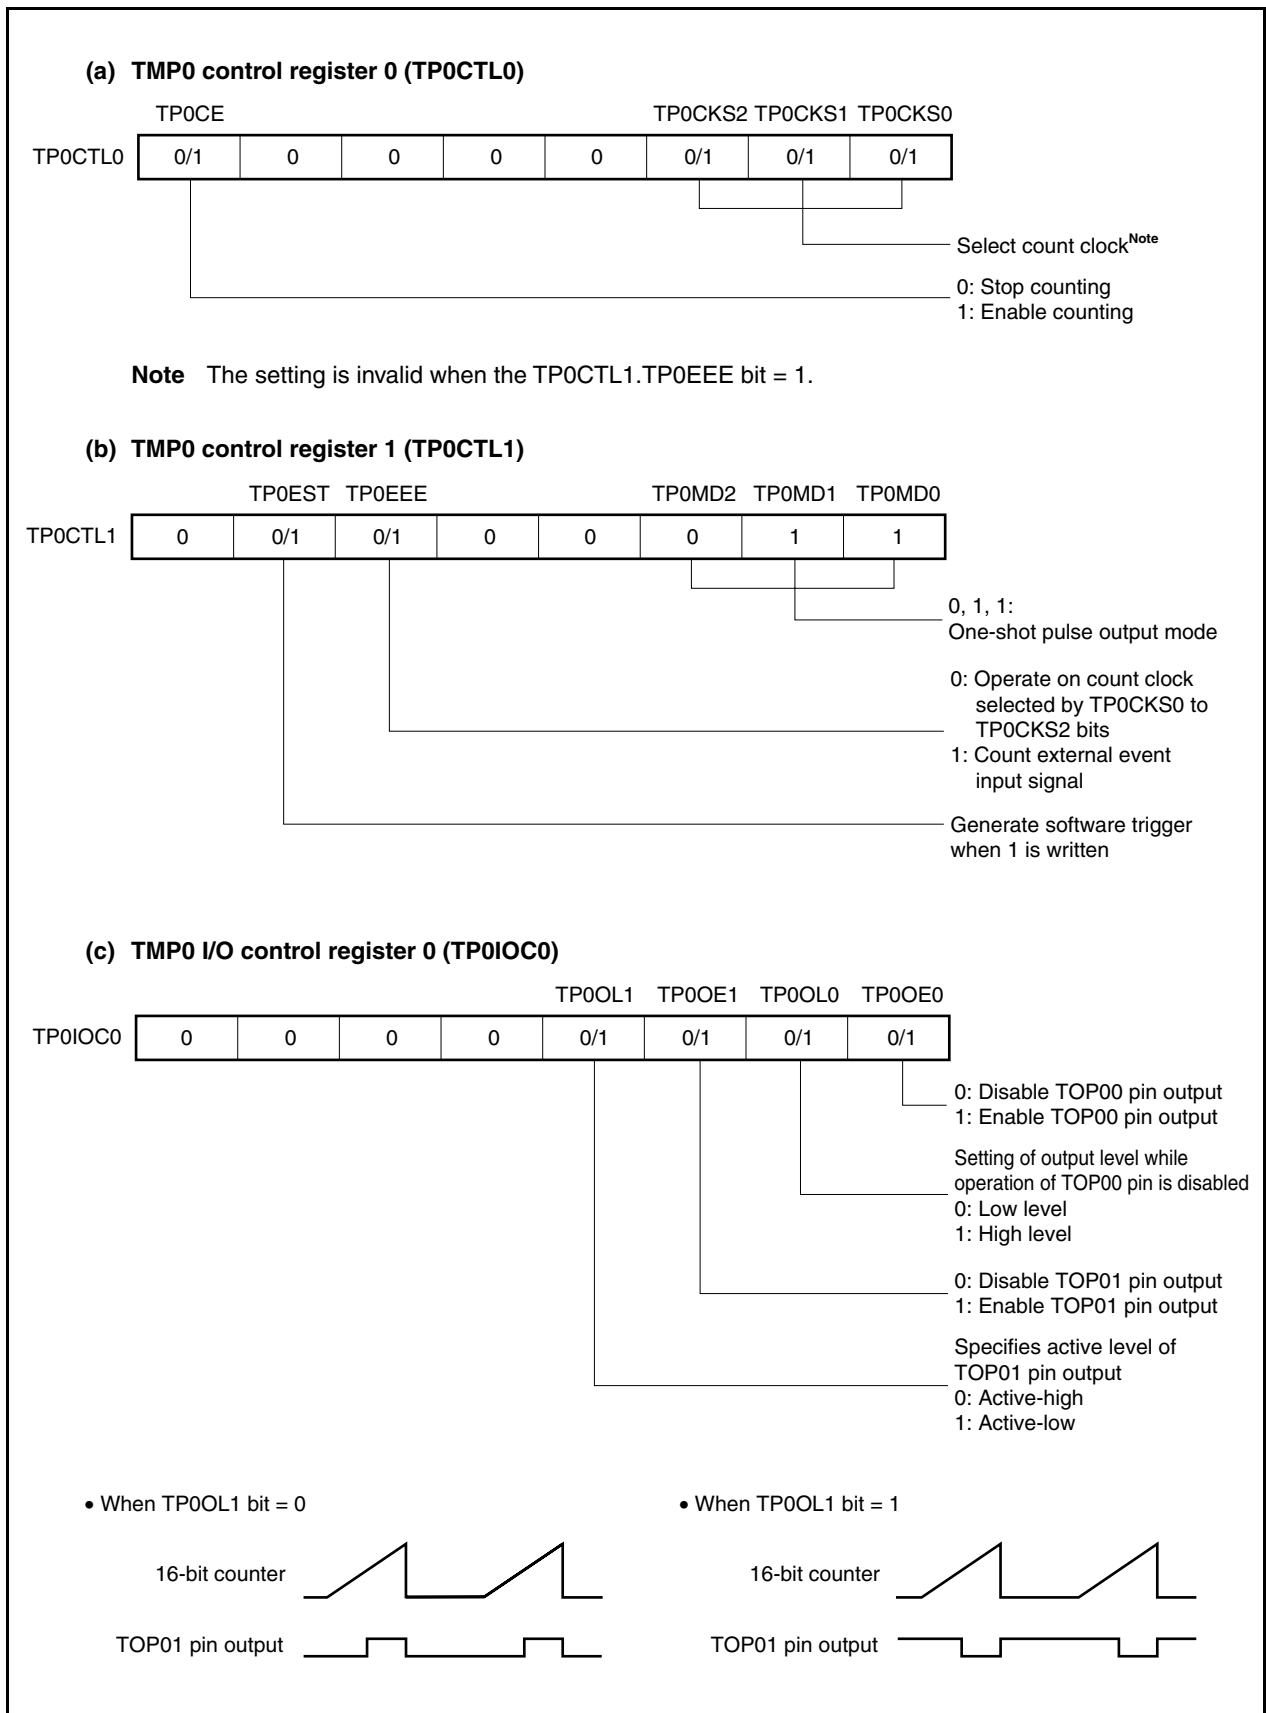 (a) TMP0 control register 0 (TP0CTL0)
TP0CE TP0CKS2 TP0CKS1 TP0CKS0
TP0CTL0 0/1 0 0 0 0 0/1 0/1 0/1
Select count clockNote
0: Stop counting
1: Enable counting
Note The setting is invalid when the TP0CTL1.TP0EEE bit = 1.
(b) TMP0 control register 1 (TP0CTL1)
TP0EST TP0EEE TP0MD2 TP0MD1 TP0MD0
TP0CTL1 0 0/1 0/1 0 0 0 1 1
0, 1, 1:
One-shot pulse output mode
0: Operate on count clock
selected by TP0CKS0 to
TP0CKS2 bits
1: Count external event
input signal
Generate software trigger
when 1 is written
(c) TMP0 I/O control register 0 (TP0IOC0)
TP0OL1 TP0OE1 TP0OL0 TP0OE0
TP0IOC0 0 0 0 0 0/1 0/1 0/1 0/1
0: Disable TOP00 pin output
1: Enable TOP00 pin output
Setting of output level while
operation of TOP00 pin is disabled
0: Low level
1: High level
0: Disable TOP01 pin output
1: Enable TOP01 pin output
Specifies active level of
TOP01 pin output
0: Active-high
1: Active-low
• When TP0OL1 bit = 0
16-bit counter
TOP01 pin output
• When TP0OL1 bit = 1
16-bit counter
TOP01 pin output